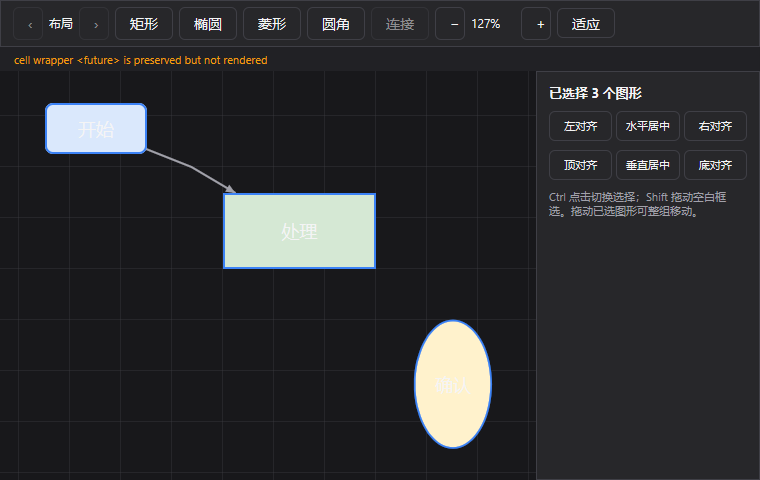 ‹ 布局 › 矩形 椭圆 菱形 圆角 连接 − 127% + 适应
cell wrapper <future> is preserved but not rendered
已选择 3 个图形
左对齐 水平居中 右对齐
顶对齐 垂直居中 底对齐
Ctrl 点击切换选择；Shift 拖动空白框
选。拖动已选图形可整组移动。
开始
处理